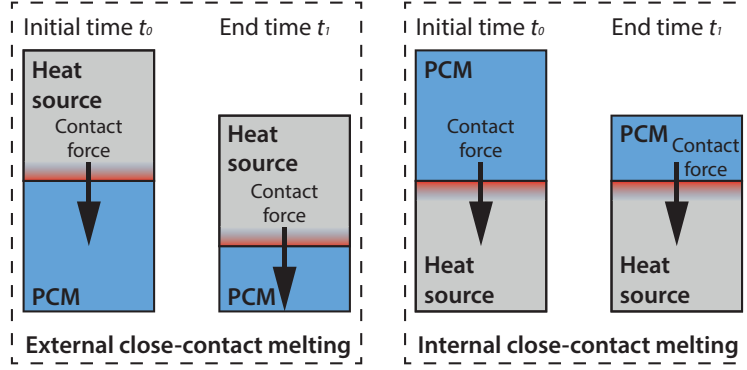 Initial time t₀
Heat
source
Contact
force
PCM
End time t₁
Heat
source
Contact
force
PCM
External close-contact melting
Initial time t₀
PCM
Contact
force
Heat
source
End time t₁
PCM
Contact
force
Heat
source
Internal close-contact melting